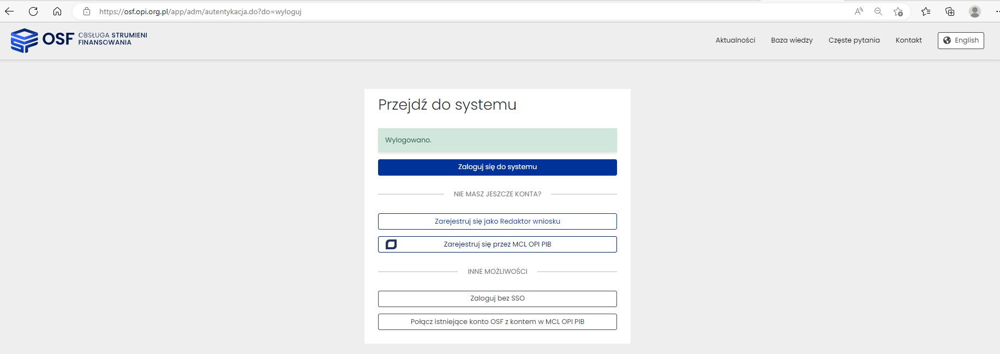 https://osf.opi.org.pl/app/adm/autentykacja.do?do=wyloguj
OSF OBSŁUGA STRUMIENI
FINANSOWANIA
Aktualności Baza wiedzy Częste pytania Kontakt English
Przejdź do systemu
Wylogowano.
Zaloguj się do systemu
NIE MASZ JESZCZE KONTA?
Zarejestruj się jako Redaktor wniosku
Zarejestruj się przez MCL OPI PIB
INNE MOŻLIWOŚCI
Zaloguj bez SSO
Połącz istniejące konto OSF z kontem w MCL OPI PIB